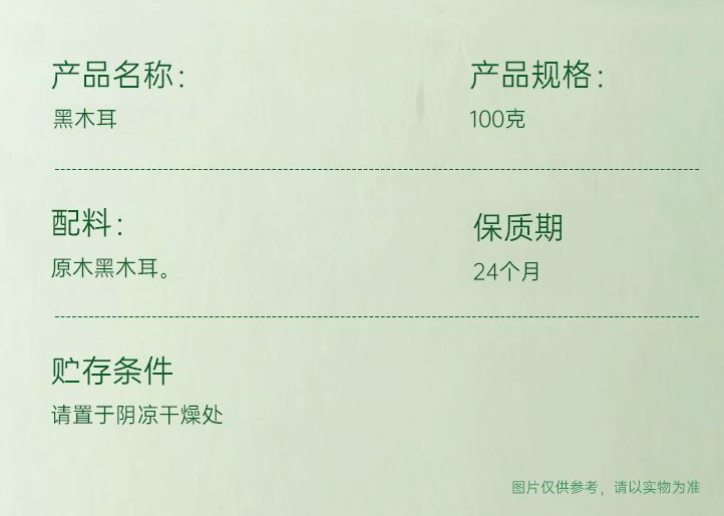 产品名称：
产品规格：
黑木耳
100克
配料：
保质期
原木黑木耳。
24个月
贮存条件
请置于阴凉干燥处
图片仅供参考，请以实物为准